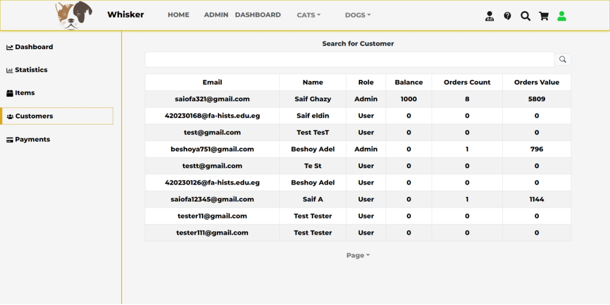 Whisker HOME ADMIN DASHBOARD CATS DOGS
Dashboard
Statistics
Items
Customers
Payments
Search for Customer
Email Name Role Balance Orders Count Orders Value
saiofa321@gmail.com Saif Ghazy Admin 1000 8 5809
420230168@fa-hists.edu.eg Saif eldin User 0 0 0
test@gmail.com Test TesT User 0 0 0
beshoya751@gmail.com Beshoy Adel Admin 0 1 796
testt@gmail.com Te St User 0 0 0
420230126@fa-hists.edu.eg Beshoy Adel User 0 0 0
saiofa12345@gmail.com Saif A User 0 1 1144
tester11@gmail.com Test Tester User 0 0 0
tester111@gmail.com Test Tester User 0 0 0
Page